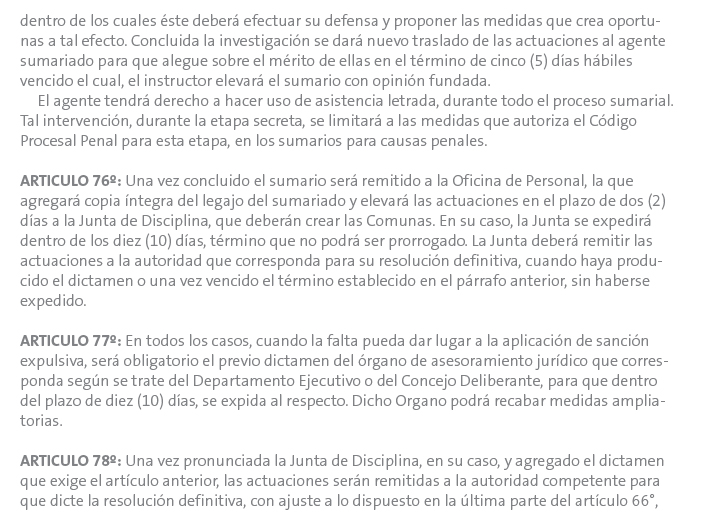 dentro de los cuales éste deberá efectuar su defensa y proponer las medidas que crea oportu-
nas a tal efecto. Concluida la investigación se dará nuevo traslado de las actuaciones al agente
sumariado para que alegue sobre el mérito de ellas en el término de cinco (5) días hábiles
vencido el cual, el instructor elevará el sumario con opinión fundada.
El agente tendrá derecho a hacer uso de asistencia letrada, durante todo el proceso sumarial.
Tal intervención, durante la etapa secreta, se limitará a las medidas que autoriza el Código
Procesal Penal para esta etapa, en los sumarios para causas penales.
ARTICULO 76º: Una vez concluido el sumario será remitido a la Oficina de Personal, la que
agregará copia íntegra del legajo del sumariado y elevará las actuaciones en el plazo de dos (2)
días a la Junta de Disciplina, que deberán crear las Comunas. En su caso, la Junta se expedirá
dentro de los diez (10) días, término que no podrá ser prorrogado. La Junta deberá remitir las
actuaciones a la autoridad que corresponda para su resolución definitiva, cuando haya produ-
cido el dictamen o una vez vencido el término establecido en el párrafo anterior, sin haberse
expedido.
ARTICULO 77º: En todos los casos, cuando la falta pueda dar lugar a la aplicación de sanción
expulsiva, será obligatorio el previo dictamen del órgano de asesoramiento jurídico que corres-
ponda según se trate del Departamento Ejecutivo o del Concejo Deliberante, para que dentro
del plazo de diez (10) días, se expida al respecto. Dicho Organo podrá recabar medidas amplia-
torias.
ARTICULO 78º: Una vez pronunciada la Junta de Disciplina, en su caso, y agregado el dictamen
que exige el artículo anterior, las actuaciones serán remitidas a la autoridad competente para
que dicte la resolución definitiva, con ajuste a lo dispuesto en la última parte del artículo 66°,